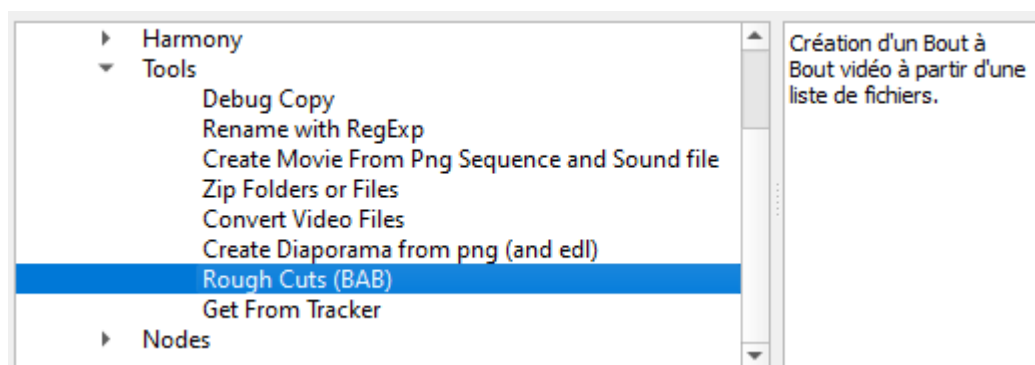 Harmony
Tools
Debug Copy
Rename with RegExp
Create Movie From Png Sequence and Sound file
Zip Folders or Files
Convert Video Files
Create Diaporama from png (and edl)
Rough Cuts (BAB)
Get From Tracker
Nodes
Création d'un Bout à
Bout vidéo à partir d'une
liste de fichiers.